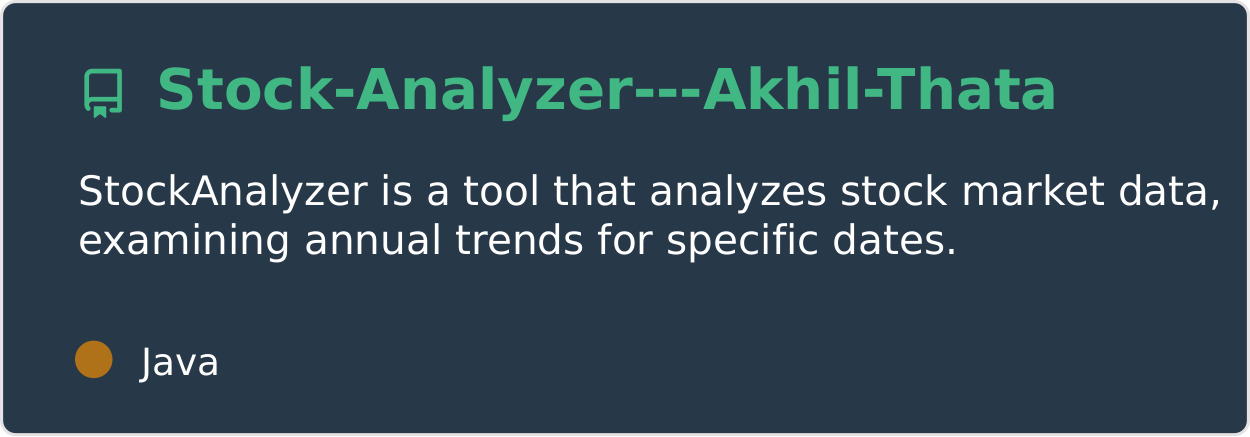 Stock-Analyzer---Akhil-Thata
StockAnalyzer is a tool that analyzes stock market data,
examining annual trends for specific dates.
Java